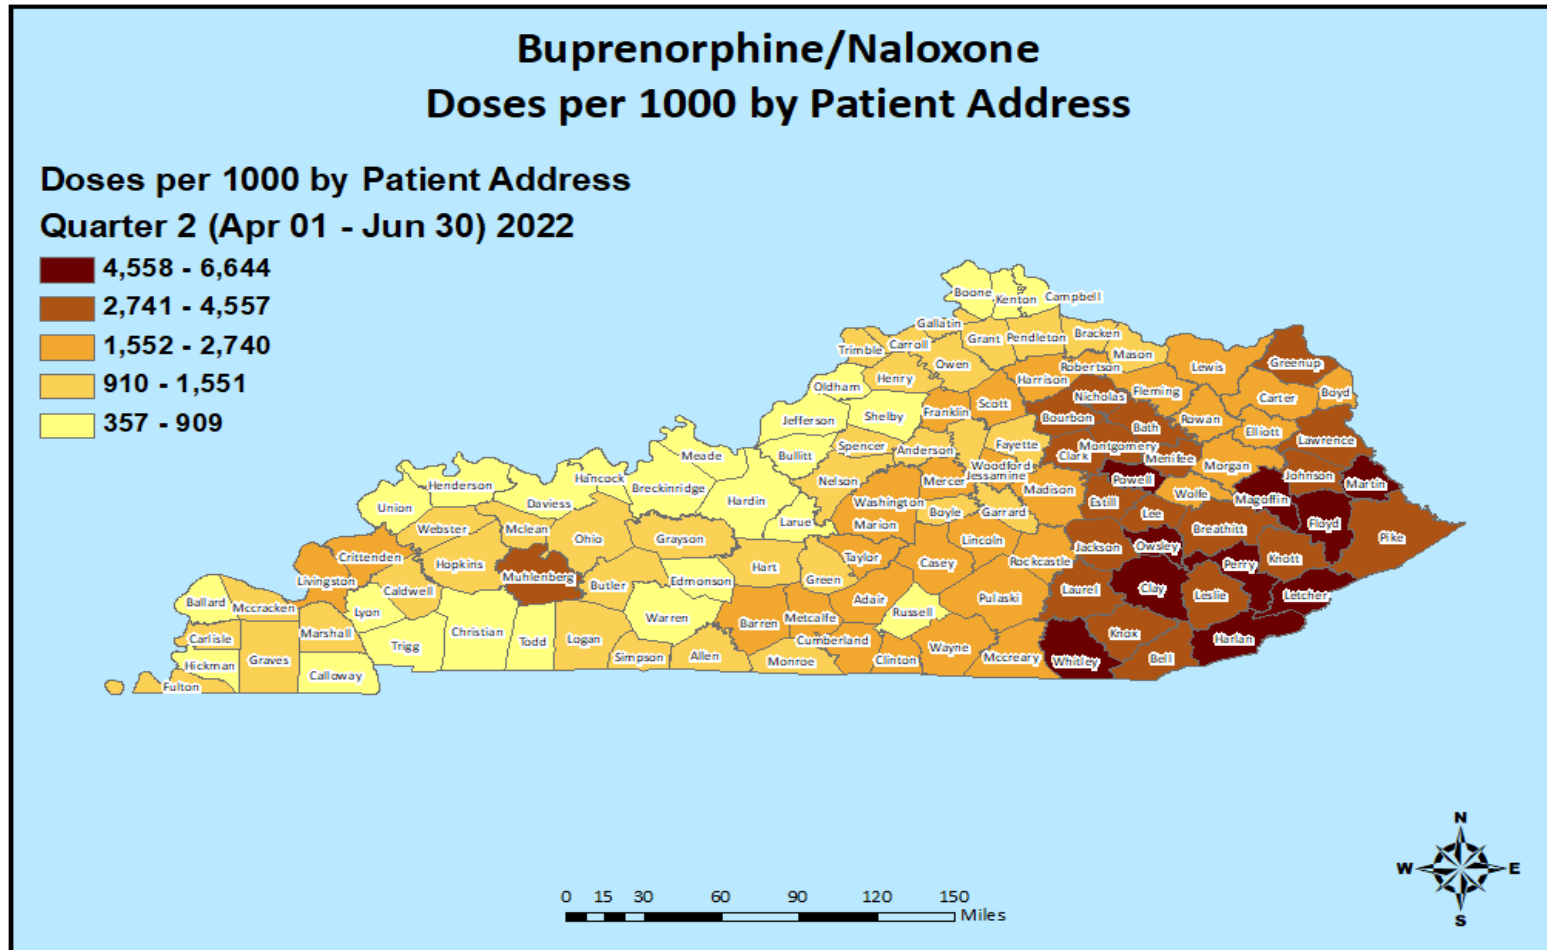 Buprenorphine/Naloxone
Doses per 1000 by Patient Address
Doses per 1000 by Patient Address
Quarter 2 (Apr 01 - Jun 30) 2022
4,558 - 6,644
2,741 - 4,557
1,552 - 2,740
910 - 1,551
357 - 909
Boone
Kenton
Campbell
Gallatin
Grant
Pendleton
Bracken
Trimble
Carroll
Owen
Mason
Robertson
Lewis
Greenup
Oldham
Henry
Harrison
Nicholas
Fleming
Carter
Boyd
Jefferson
Shelby
Franklin
Scott
Bourbon
Bath
Rowan
Elliott
Lawrence
Meade
Bullitt
Spencer
Anderson
Fayette
Clark
Montgomery
Menifee
Morgan
Woodford
Jessamine
Johnson
Martin
Henderson
Hancock
Breckinridge
Hardin
Nelson
Mercer
Madison
Powell
Wolfe
Magoffin
Union
Daviess
Larue
Washington
Marion
Boyle
Garrard
Estill
Lee
Breathitt
Floyd
Pike
Webster
Mclean
Ohio
Grayson
Lincoln
Jackson
Owsley
Perry
Knott
Crittenden
Hopkins
Muhlenberg
Butler
Edmonson
Hart
Green
Taylor
Casey
Rockcastle
Livingston
Caldwell
Laurel
Clay
Leslie
Letcher
Ballard
Mccracken
Lyon
Warren
Barren
Metcalfe
Adair
Russell
Pulaski
Carlisle
Marshall
Trigg
Christian
Todd
Logan
Cumberland
Knox
Harlan
Hickman
Graves
Calloway
Simpson
Allen
Monroe
Clinton
Wayne
Mccreary
Whitley
Bell
Fulton
N
W
E
S
0 15 30 60 90 120 150
Miles